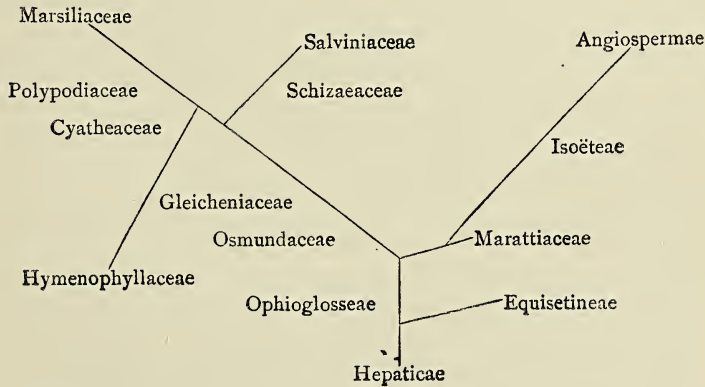 Marsiliaceae
Salviniaceae
Angiospermae
Polypodiaceae
Schizaeaceae
Cyatheaceae
Isoëteae
Gleicheniaceae
Osmundaceae
Marattiaceae
Hymenophyllaceae
Ophioglosseae
Equisetineae
Hepaticae